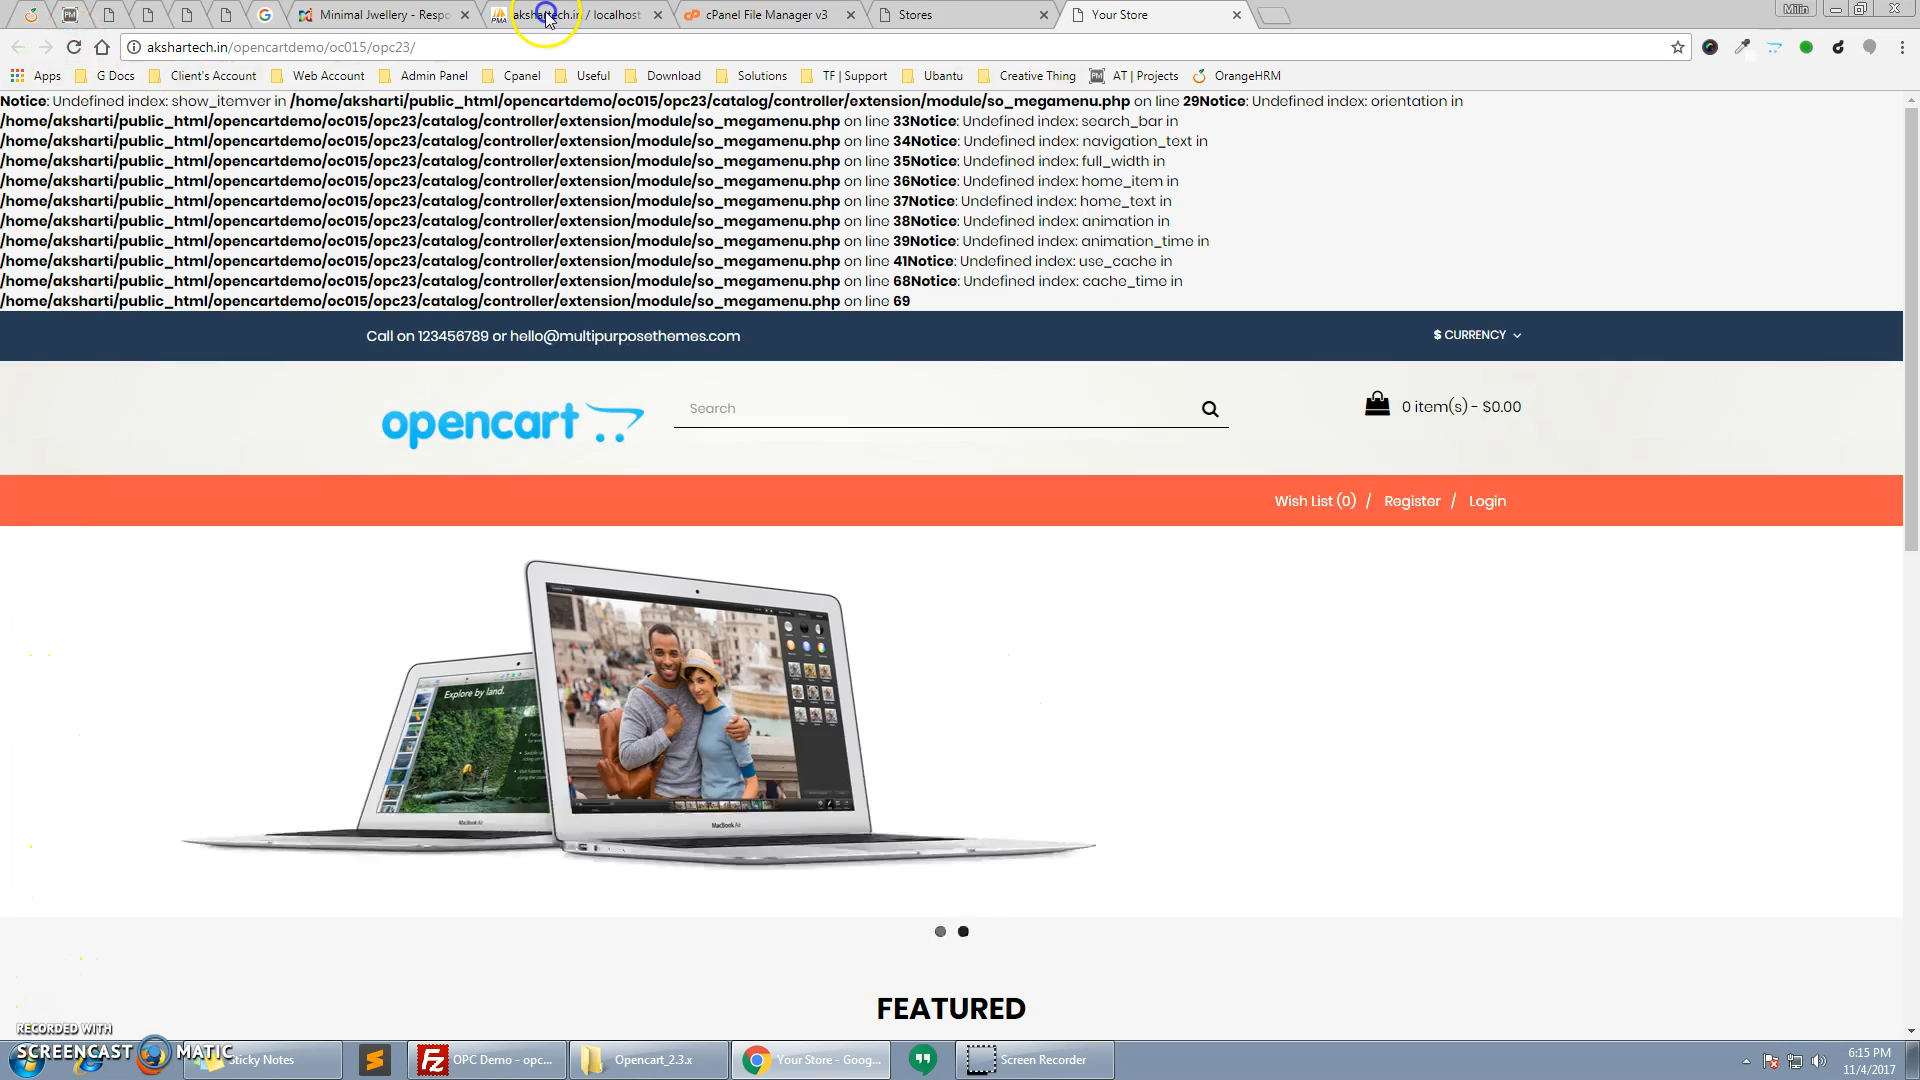 Minimal Jwellery - Respo
akshartech.in / localhost
cPanel File Manager v3
Stores
Your Store
Milin
akshartech.in/opencartdemo/oc015/opc23/
Apps G Docs Client's Account Web Account Admin Panel Cpanel Useful Download Solutions TF | Support Ubantu Creative Thing AT | Projects OrangeHRM
Notice: Undefined index: show_itemver in /home/aksharti/public_html/opencartdemo/oc015/opc23/catalog/controller/extension/module/so_megamenu.php on line 29Notice: Undefined index: orientation in
/home/aksharti/public_html/opencartdemo/oc015/opc23/catalog/controller/extension/module/so_megamenu.php on line 33Notice: Undefined index: search_bar in
/home/aksharti/public_html/opencartdemo/oc015/opc23/catalog/controller/extension/module/so_megamenu.php on line 34Notice: Undefined index: navigation_text in
/home/aksharti/public_html/opencartdemo/oc015/opc23/catalog/controller/extension/module/so_megamenu.php on line 35Notice: Undefined index: full_width in
/home/aksharti/public_html/opencartdemo/oc015/opc23/catalog/controller/extension/module/so_megamenu.php on line 36Notice: Undefined index: home_item in
/home/aksharti/public_html/opencartdemo/oc015/opc23/catalog/controller/extension/module/so_megamenu.php on line 37Notice: Undefined index: home_text in
/home/aksharti/public_html/opencartdemo/oc015/opc23/catalog/controller/extension/module/so_megamenu.php on line 38Notice: Undefined index: animation in
/home/aksharti/public_html/opencartdemo/oc015/opc23/catalog/controller/extension/module/so_megamenu.php on line 39Notice: Undefined index: animation_time in
/home/aksharti/public_html/opencartdemo/oc015/opc23/catalog/controller/extension/module/so_megamenu.php on line 41Notice: Undefined index: use_cache in
/home/aksharti/public_html/opencartdemo/oc015/opc23/catalog/controller/extension/module/so_megamenu.php on line 68Notice: Undefined index: cache_time in
/home/aksharti/public_html/opencartdemo/oc015/opc23/catalog/controller/extension/module/so_megamenu.php on line 69
Call on 123456789 or hello@multipurposethemes.com
$ CURRENCY
opencart
Search
0 item(s) - $0.00
Wish List (0) / Register / Login
Explore by land.
MacBook Air
MacBook Air
FEATURED
RECORDED WITH
SCREENCAST MATIC
Sticky Notes
OPC Demo - opc...
Opencart_2.3.x
Your Store - Goog...
Screen Recorder
6:15 PM
11/4/2017